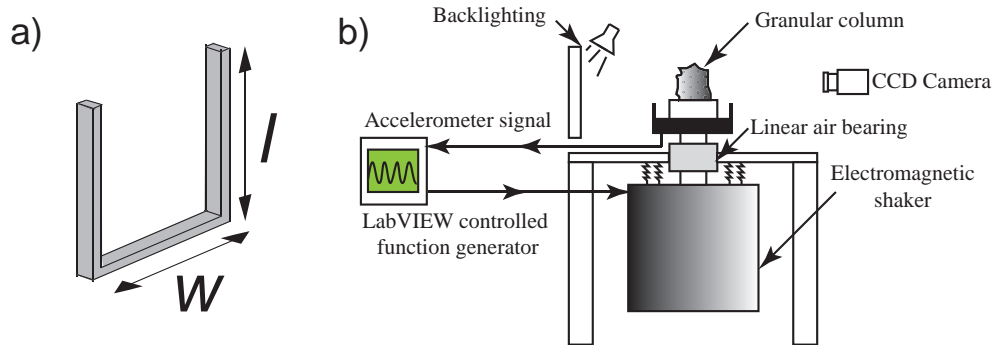 a)
l
w
b)
Backlighting
Granular column
CCD Camera
Accelerometer signal
Linear air bearing
Electromagnetic
shaker
LabVIEW controlled
function generator